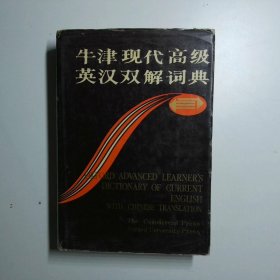 牛津现代高级
英汉双解词典
OXFORD ADVANCED LEARNER'S
DICTIONARY OF CURRENT
ENGLISH
WITH CHINESE TRANSLATION
The Commercial Press
Oxford University Press